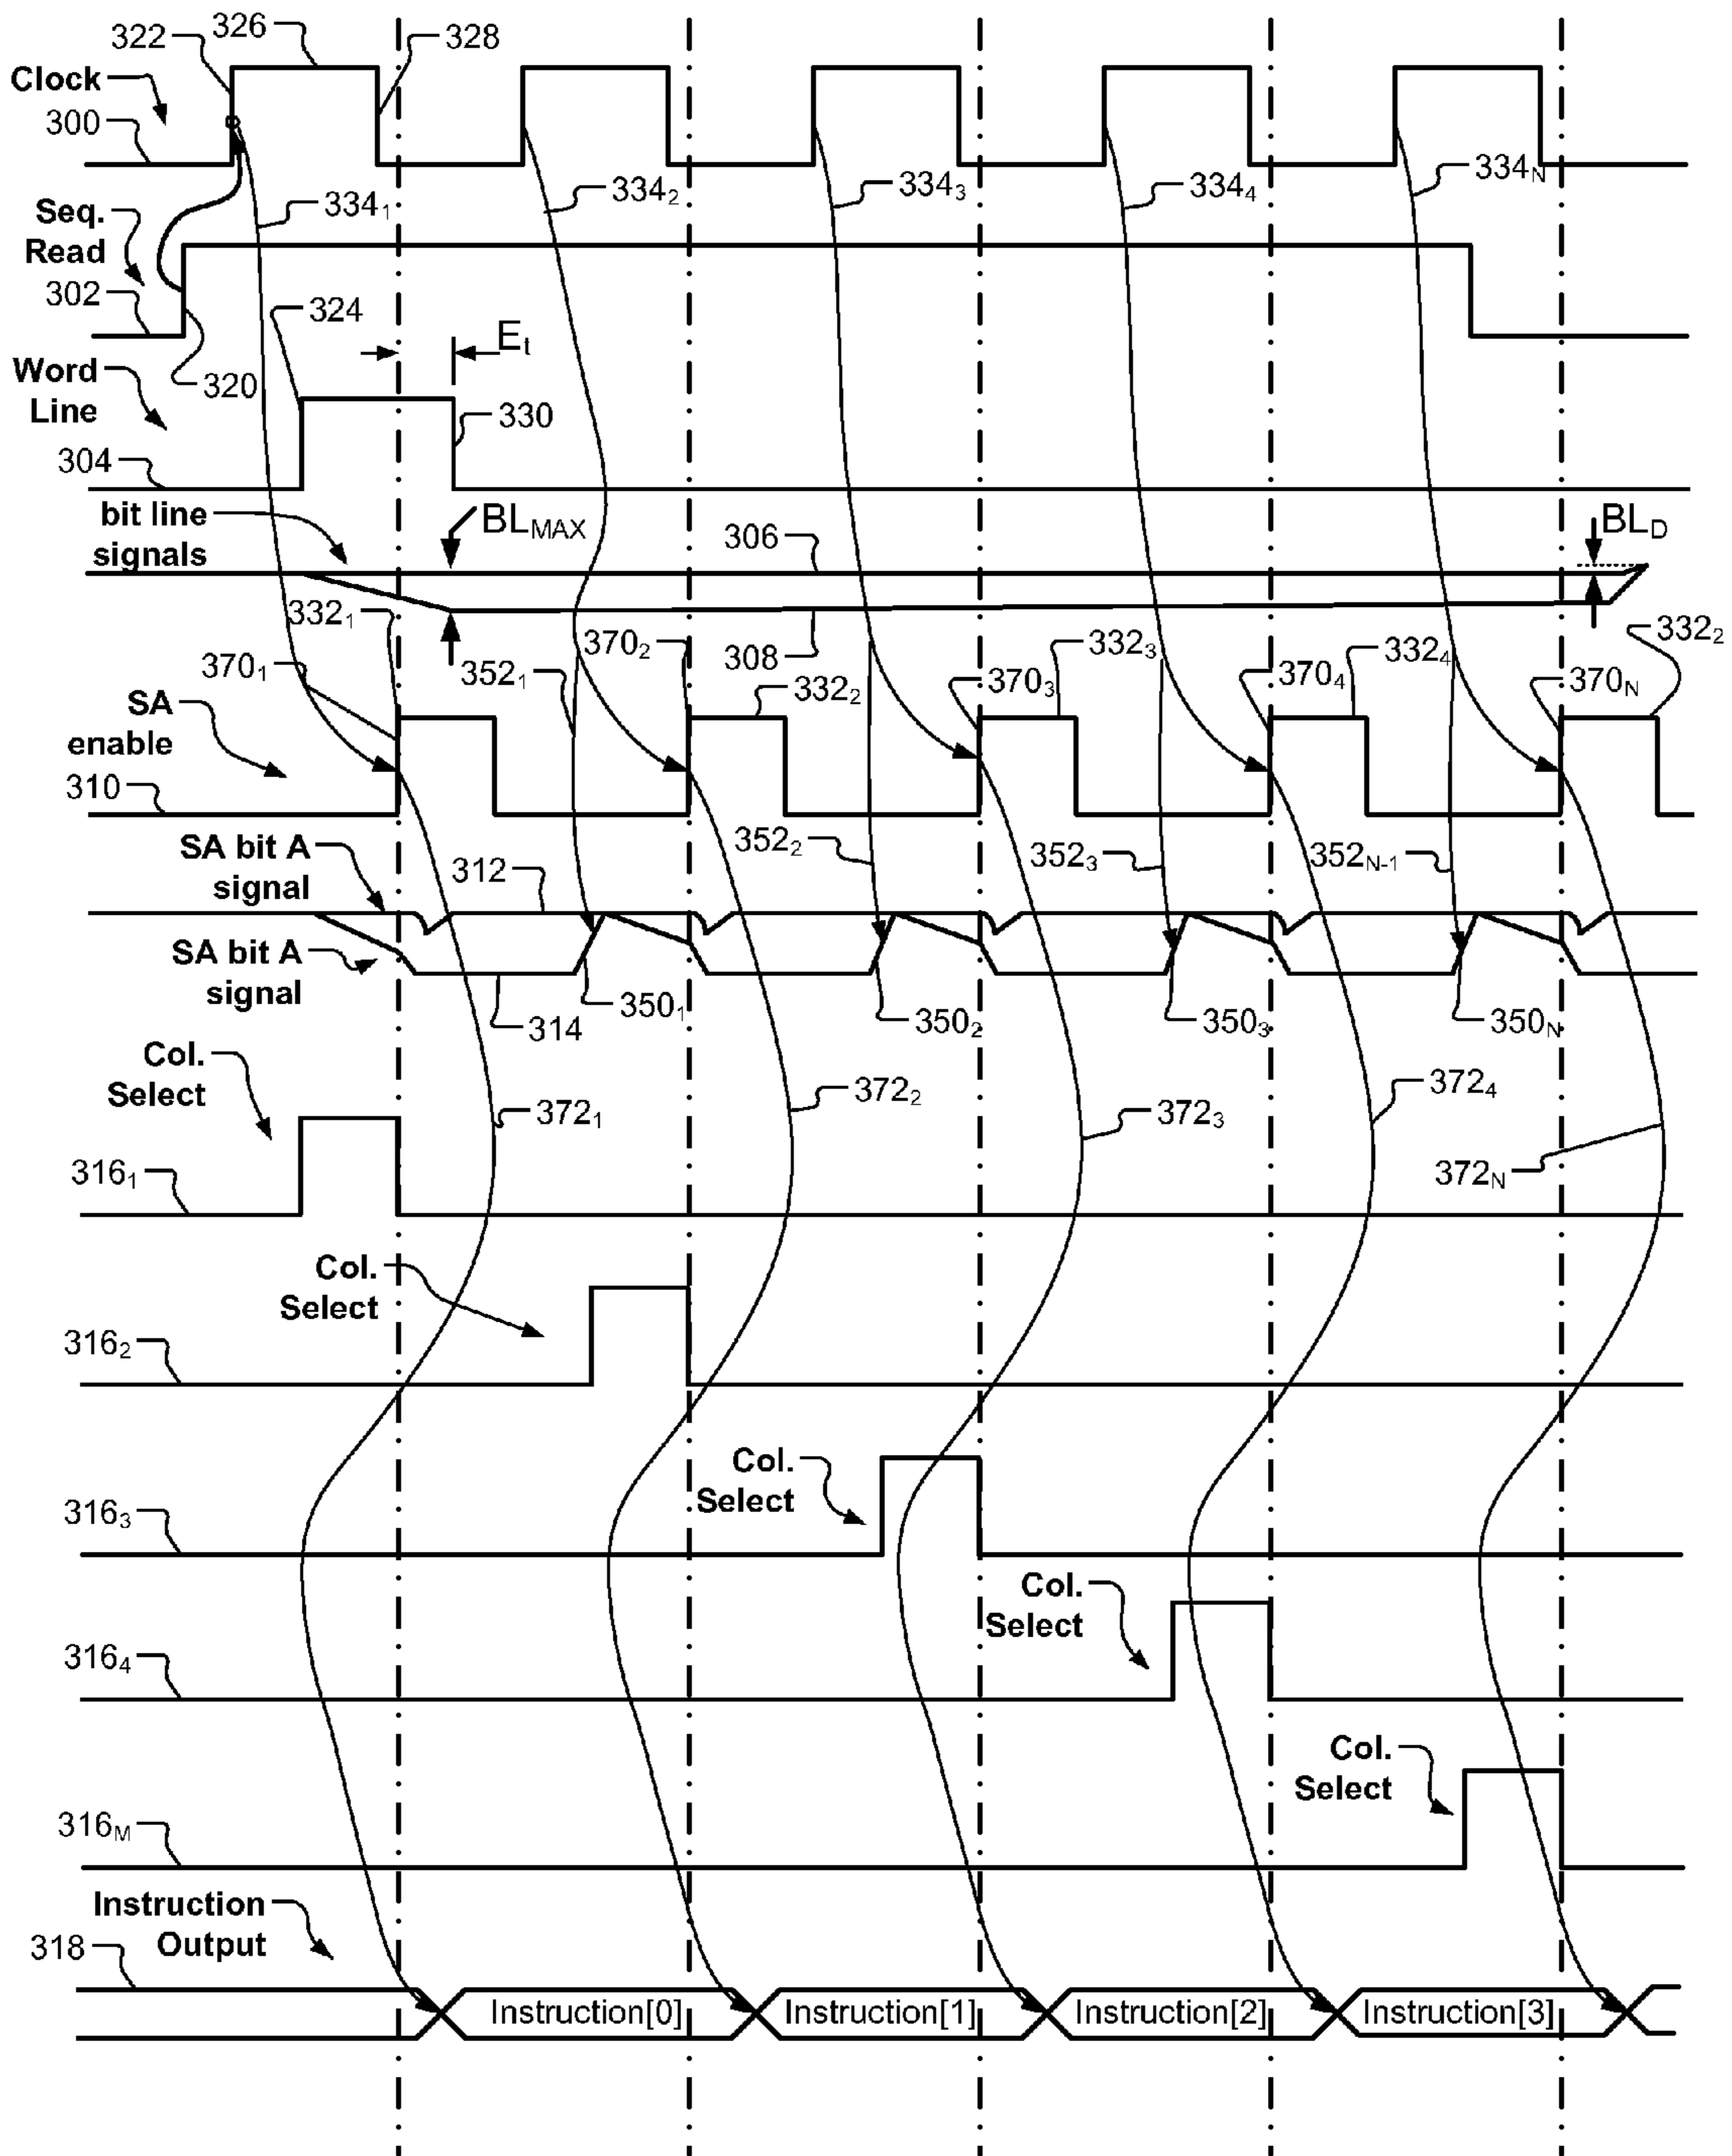 322
326
328
Clock
300
334₁
334₂
334₃
334₄
334N
Seq.
Read
302
320
324
Eₜ
Word
Line
330
304
bit line
signals
BLMAX
306
BLD
332₁
308
370₁
352₁
370₂
332₂
370₃
332₃
370₄
332₄
370N
332₂
SA
enable
310
SA bit A
signal
312
352₂
352₃
352N-1
SA bit A
signal
314
350₁
350₂
350₃
350N
Col.
Select
316₁
372₁
372₂
372₃
372₄
372N
Col.
Select
316₂
Col.
Select
316₃
Col.
Select
316₄
Col.
Select
316M
Instruction
Output
318
Instruction[0]
Instruction[1]
Instruction[2]
Instruction[3]